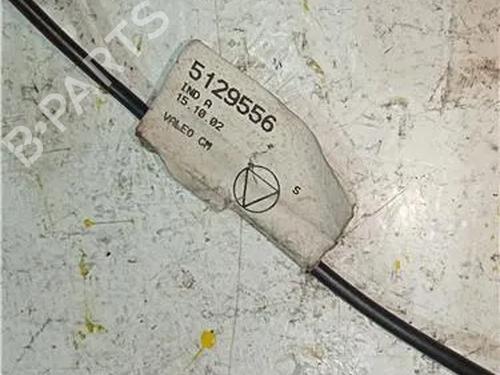 B-PARTS
5129556
IND A
15.10.02
VALEO CM
S